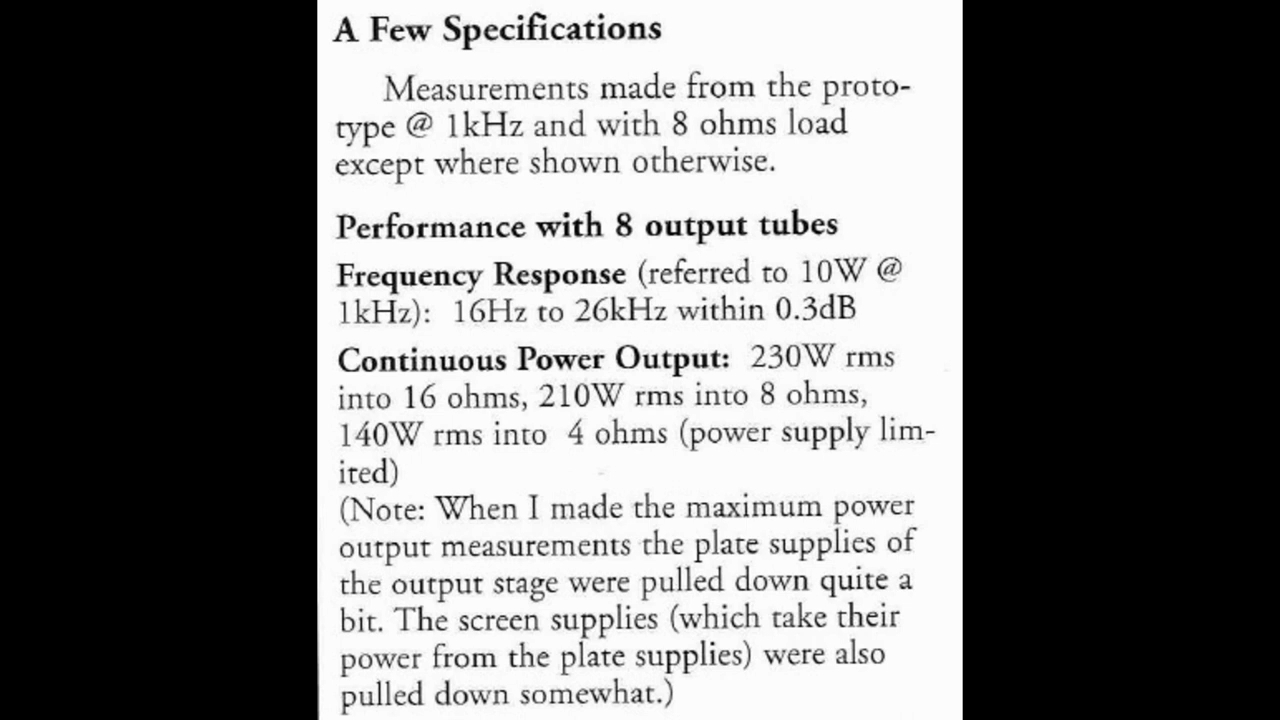 A Few Specifications
Measurements made from the proto-
type @ 1kHz and with 8 ohms load
except where shown otherwise.
Performance with 8 output tubes
Frequency Response (referred to 10W @
1kHz): 16Hz to 26kHz within 0.3dB
Continuous Power Output: 230W rms
into 16 ohms, 210W rms into 8 ohms,
140W rms into 4 ohms (power supply lim-
ited)
(Note: When I made the maximum power
output measurements the plate supplies of
the output stage were pulled down quite a
bit. The screen supplies (which take their
power from the plate supplies) were also
pulled down somewhat.)